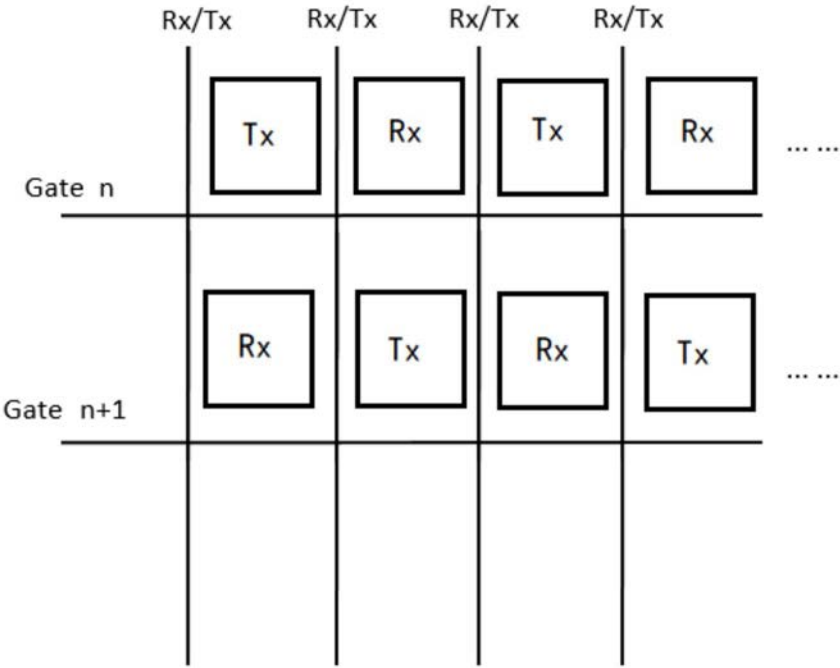 Rx/Tx Rx/Tx Rx/Tx Rx/Tx
Tx Rx Tx Rx ... ...
Gate n
Rx Tx Rx Tx ... ...
Gate n+1